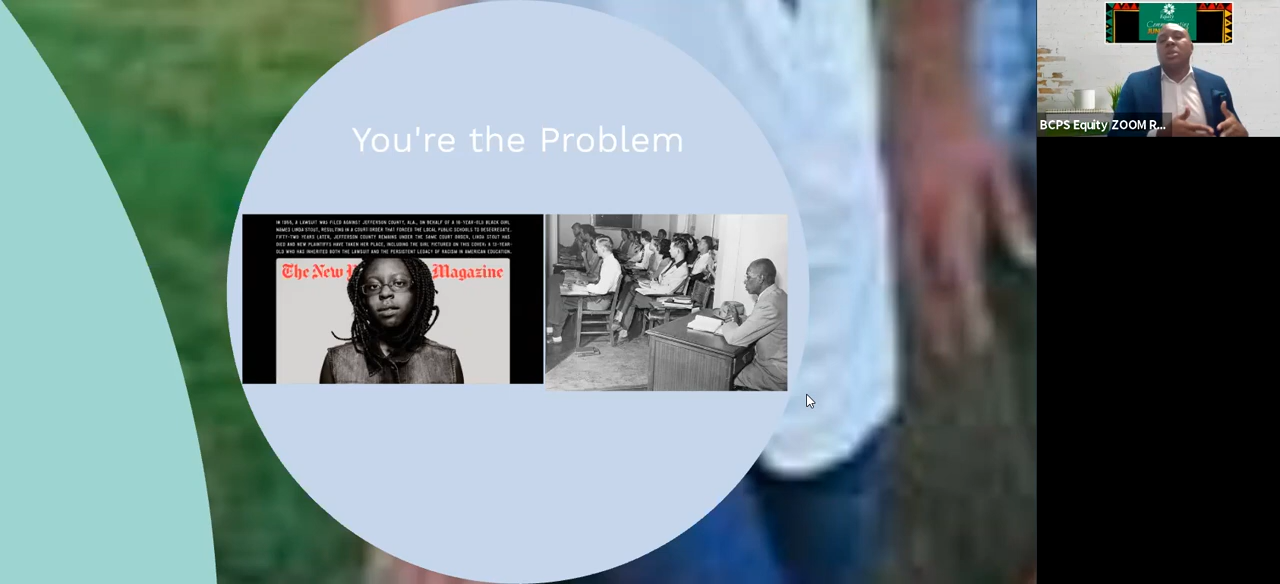 You're the Problem
IN 1965, A LAWSUIT WAS FILED AGAINST JEFFERSON COUNTY, ALA., ON BEHALF OF A 16-YEAR-OLD BLACK GIRL
NAMED LINDA STOUT, RESULTING IN A COURT ORDER THAT FORCED THE LOCAL PUBLIC SCHOOLS TO DESEGREGATE.
FIFTY-TWO YEARS LATER, JEFFERSON COUNTY REMAINS UNDER THE SAME COURT ORDER, LINDA STOUT HAS
DIED AND NEW PLAINTIFFS HAVE TAKEN HER PLACE, INCLUDING THE GIRL PICTURED ON THIS COVER: A 13-YEAR-
OLD WHO HAS INHERITED BOTH THE LAWSUIT AND THE PERSISTENT LEGACY OF RACISM IN AMERICAN EDUCATION.
The New Magazine
Equity
BCPS Equity ZOOM R...